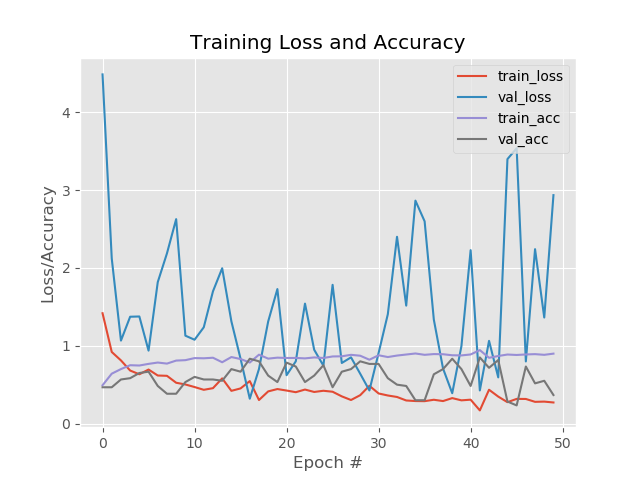 Training Loss and Accuracy
train_loss
val_loss
train_acc
val_acc
4
3
2
1
0
Loss/Accuracy
0 10 20 30 40 50
Epoch #